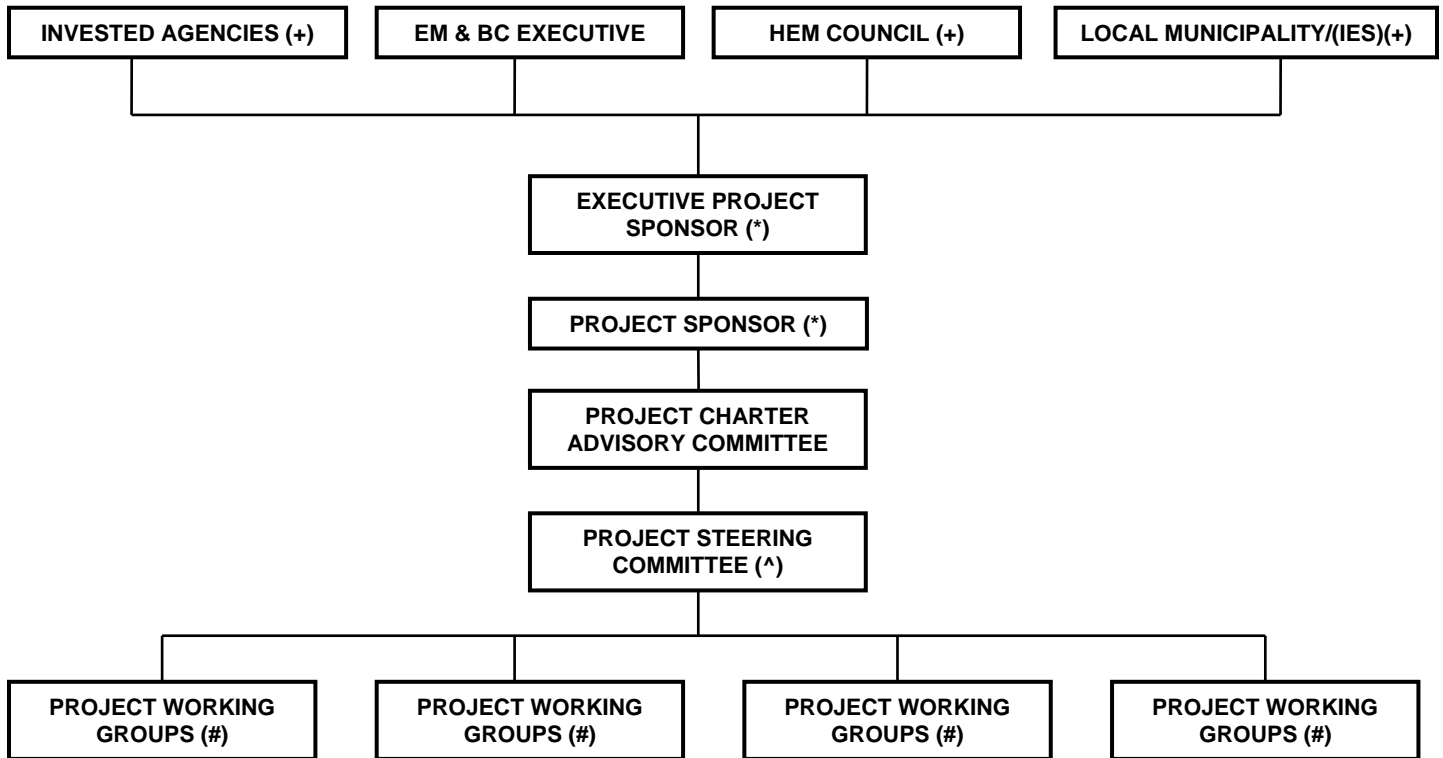 INVESTED AGENCIES (+)
EM & BC EXECUTIVE
HEM COUNCIL (+)
LOCAL MUNICIPALITY/(IES)(+)
EXECUTIVE PROJECT
SPONSOR (*)
PROJECT SPONSOR (*)
PROJECT CHARTER
ADVISORY COMMITTEE
PROJECT STEERING
COMMITTEE (^)
PROJECT WORKING
GROUPS (#)
PROJECT WORKING
GROUPS (#)
PROJECT WORKING
GROUPS (#)
PROJECT WORKING
GROUPS (#)